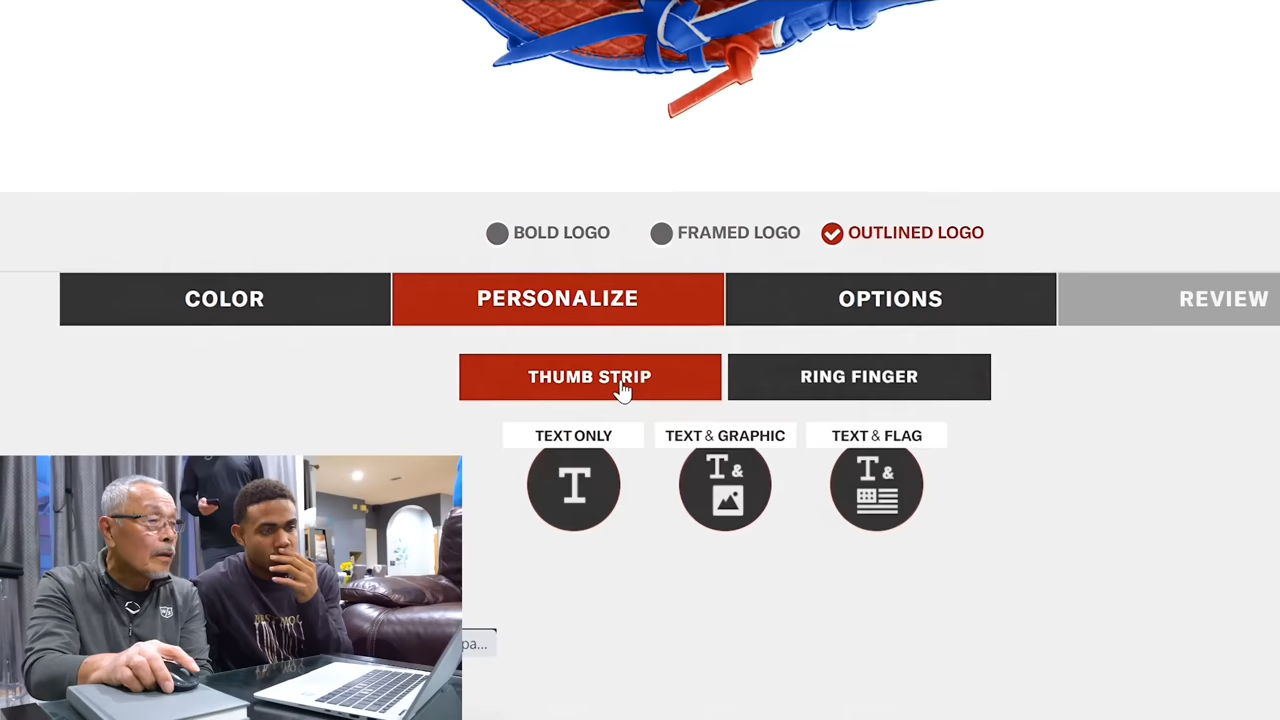 BOLD LOGO
FRAMED LOGO
OUTLINED LOGO
COLOR
PERSONALIZE
OPTIONS
REVIEW
THUMB STRIP
RING FINGER
TEXT ONLY
TEXT & GRAPHIC
TEXT & FLAG
T
T &
T &
pa...